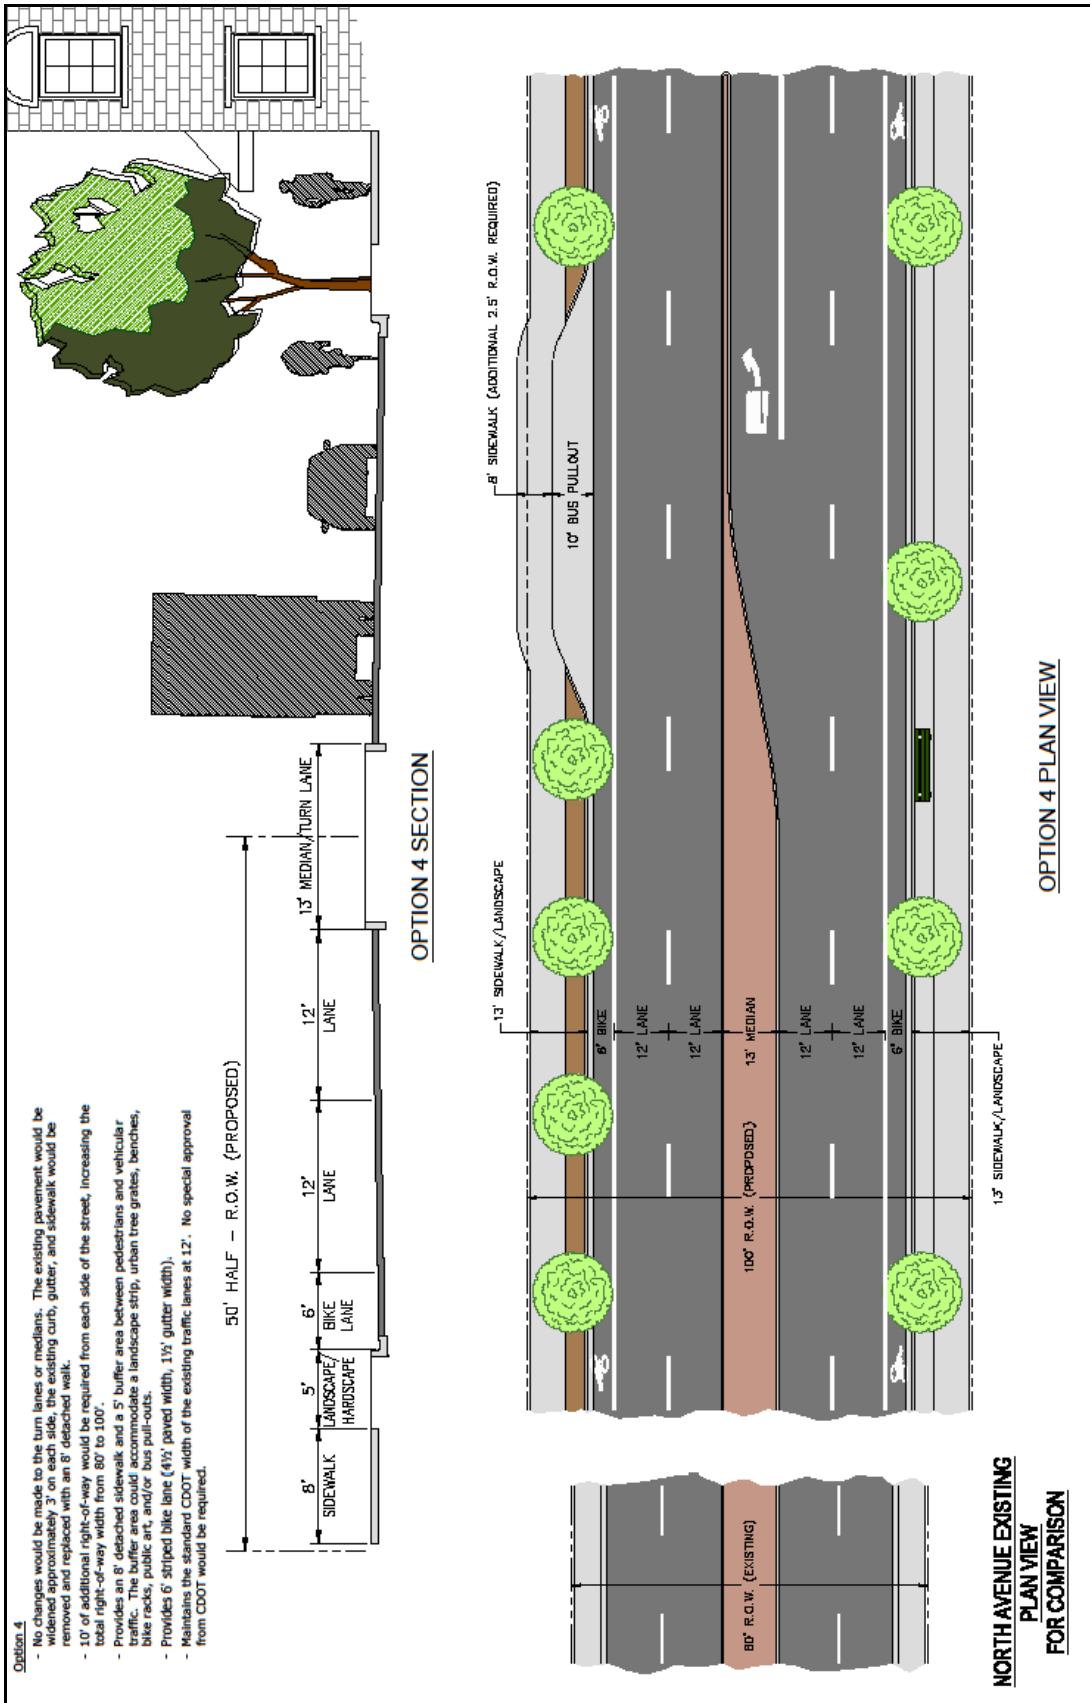 Option 4
- No changes would be made to the turn lanes or medians. The existing pavement would be
widened approximately 3' on each side, the existing curb, gutter, and sidewalk would be
removed and replaced with an 8' detached walk.
- 10' of additional right-of-way would be required from each side of the street, increasing the
total right-of-way width from 80' to 100'.
- Provides an 8' detached sidewalk and a 5' buffer area between pedestrians and vehicular
traffic. The buffer area could accommodate a landscape strip, urban tree grates, benches,
bike racks, public art, and/or bus pull-outs.
- Provides 6' striped bike lane (4½' paved width, 1½' gutter width).
- Maintains the standard CDOT width of the existing traffic lanes at 12'. No special approval
from CDOT would be required.
50' HALF - R.O.W. (PROPOSED)
8'
SIDEWALK
5'
LANDSCAPE/
HARDSCAPE
6'
BIKE
LANE
12'
LANE
12'
LANE
13' MEDIAN/TURN LANE
OPTION 4 SECTION
13' SIDEWALK/LANDSCAPE
8' SIDEWALK (ADDITIONAL 2.5' R.O.W. REQUIRED)
10' BUS PULLOUT
6' BIKE
12' LANE
12' LANE
13' MEDIAN
12' LANE
12' LANE
6' BIKE
100' R.O.W. (PROPOSED)
13' SIDEWALK/LANDSCAPE
OPTION 4 PLAN VIEW
80' R.O.W. (EXISTING)
NORTH AVENUE EXISTING
PLAN VIEW
FOR COMPARISON